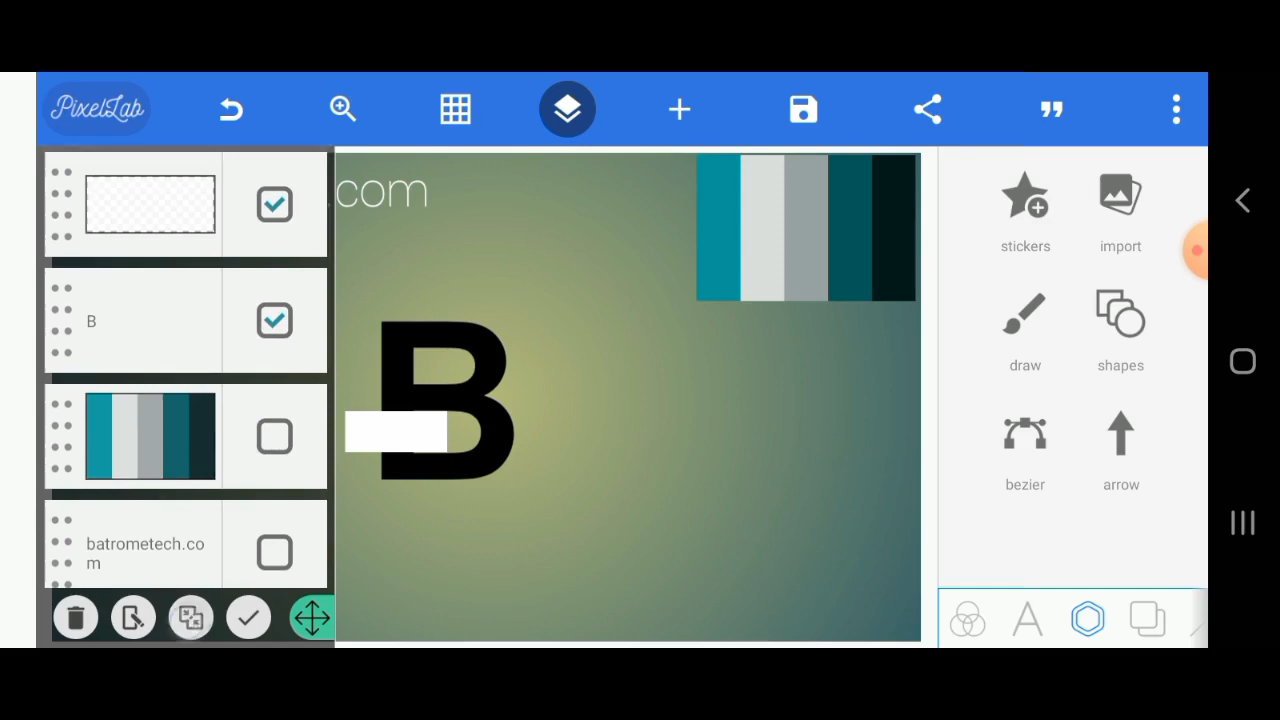 PixelLab
.com
B
B
batrometech.co
m
stickers
import
draw
shapes
bezier
arrow